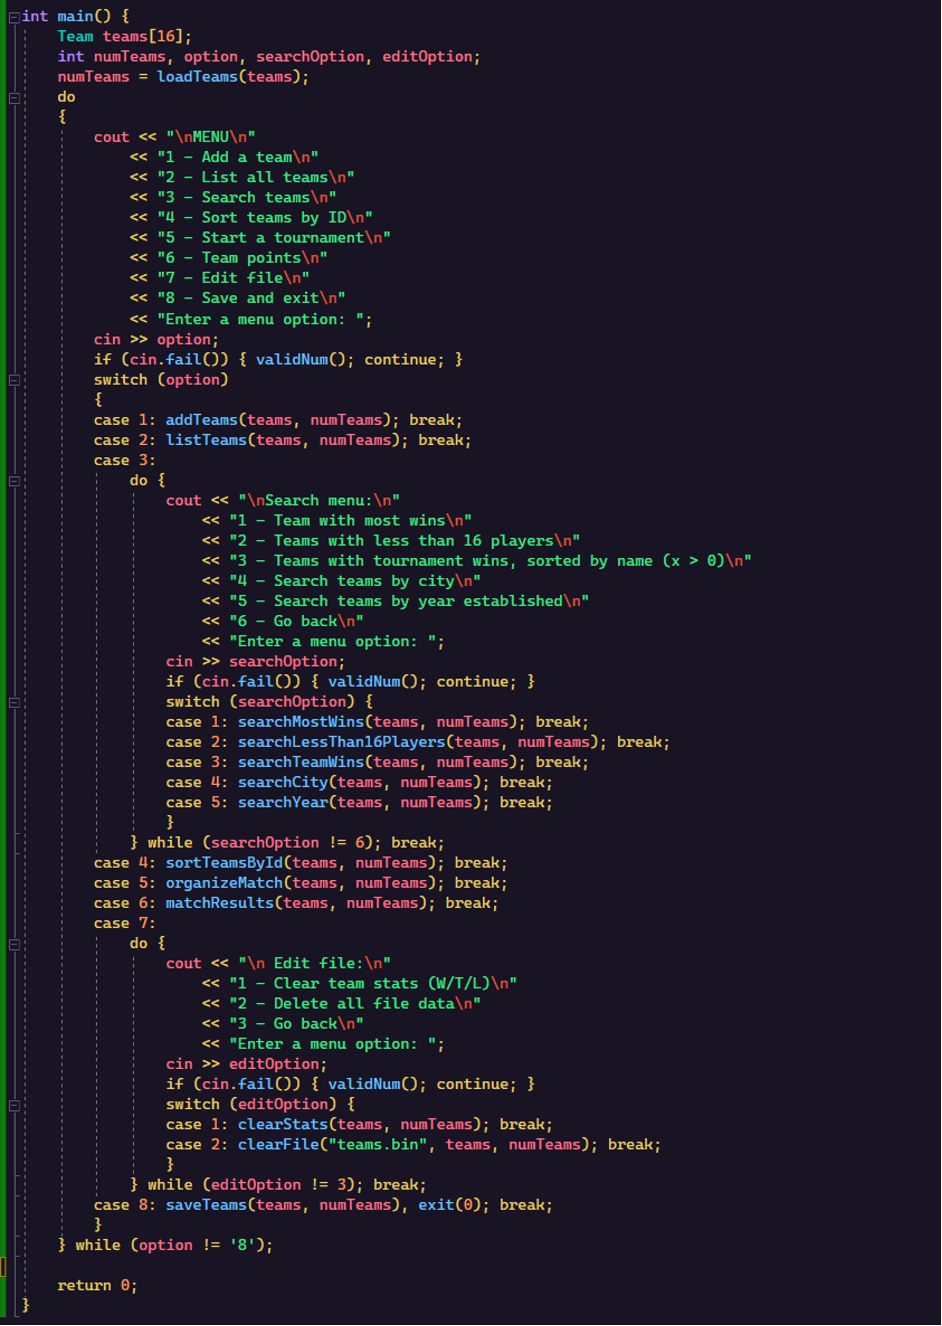 int main() {
    Team teams[16];
    int numTeams, option, searchOption, editOption;
    numTeams = loadTeams(teams);
    do
    {
        cout << "\nMENU\n"
            << "1 - Add a team\n"
            << "2 - List all teams\n"
            << "3 - Search teams\n"
            << "4 - Sort teams by ID\n"
            << "5 - Start a tournament\n"
            << "6 - Team points\n"
            << "7 - Edit file\n"
            << "8 - Save and exit\n"
            << "Enter a menu option: ";
        cin >> option;
        if (cin.fail()) { validNum(); continue; }
        switch (option)
        {
        case 1: addTeams(teams, numTeams); break;
        case 2: listTeams(teams, numTeams); break;
        case 3:
            do {
                cout << "\nSearch menu:\n"
                    << "1 - Team with most wins\n"
                    << "2 - Teams with less than 16 players\n"
                    << "3 - Teams with tournament wins, sorted by name (x > 0)\n"
                    << "4 - Search teams by city\n"
                    << "5 - Search teams by year established\n"
                    << "6 - Go back\n"
                    << "Enter a menu option: ";
                cin >> searchOption;
                if (cin.fail()) { validNum(); continue; }
                switch (searchOption) {
                case 1: searchMostWins(teams, numTeams); break;
                case 2: searchLessThan16Players(teams, numTeams); break;
                case 3: searchTeamWins(teams, numTeams); break;
                case 4: searchCity(teams, numTeams); break;
                case 5: searchYear(teams, numTeams); break;
                }
            } while (searchOption != 6); break;
        case 4: sortTeamsById(teams, numTeams); break;
        case 5: organizeMatch(teams, numTeams); break;
        case 6: matchResults(teams, numTeams); break;
        case 7:
            do {
                cout << "\n Edit file:\n"
                    << "1 - Clear team stats (W/T/L)\n"
                    << "2 - Delete all file data\n"
                    << "3 - Go back\n"
                    << "Enter a menu option: ";
                cin >> editOption;
                if (cin.fail()) { validNum(); continue; }
                switch (editOption) {
                case 1: clearStats(teams, numTeams); break;
                case 2: clearFile("teams.bin", teams, numTeams); break;
                }
            } while (editOption != 3); break;
        case 8: saveTeams(teams, numTeams), exit(0); break;
        }
    } while (option != '8');

    return 0;
}